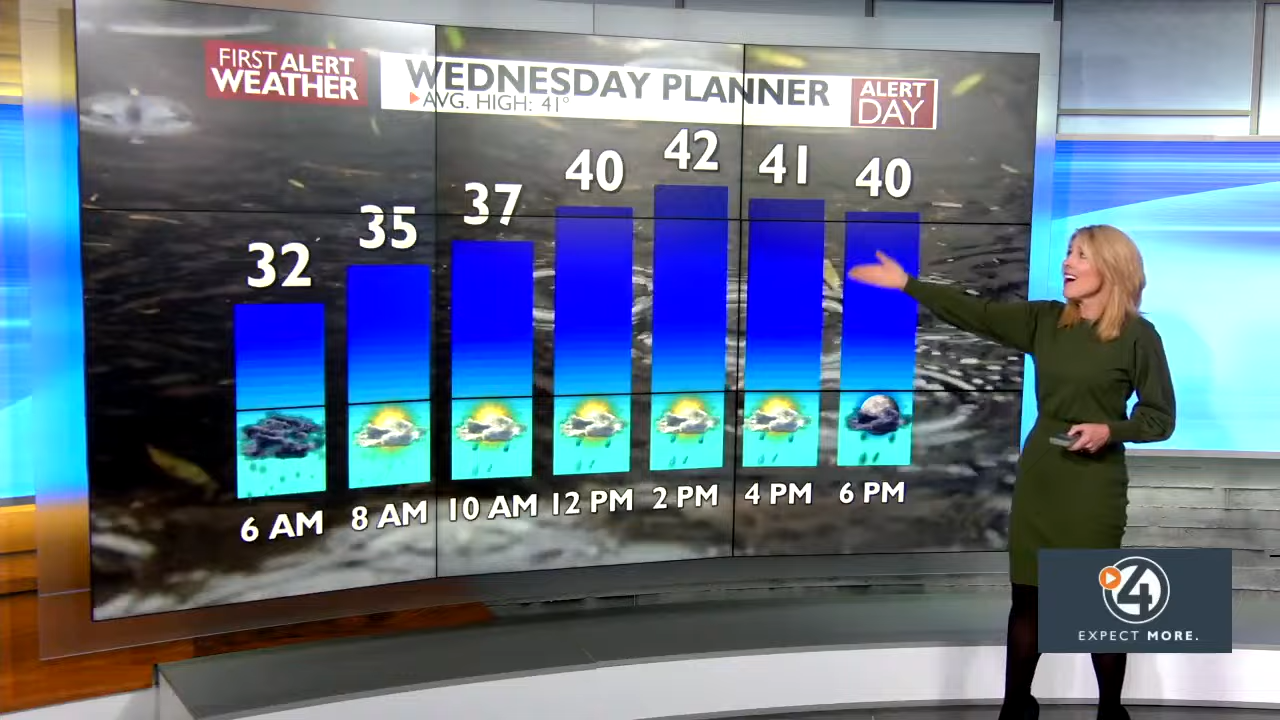 FIRST ALERT
WEATHER
WEDNESDAY PLANNER
AVG. HIGH: 41°
ALERT
DAY
32
35
37
40
42
41
40
6 AM
8 AM
10 AM
12 PM
2 PM
4 PM
6 PM
4
EXPECT MORE.